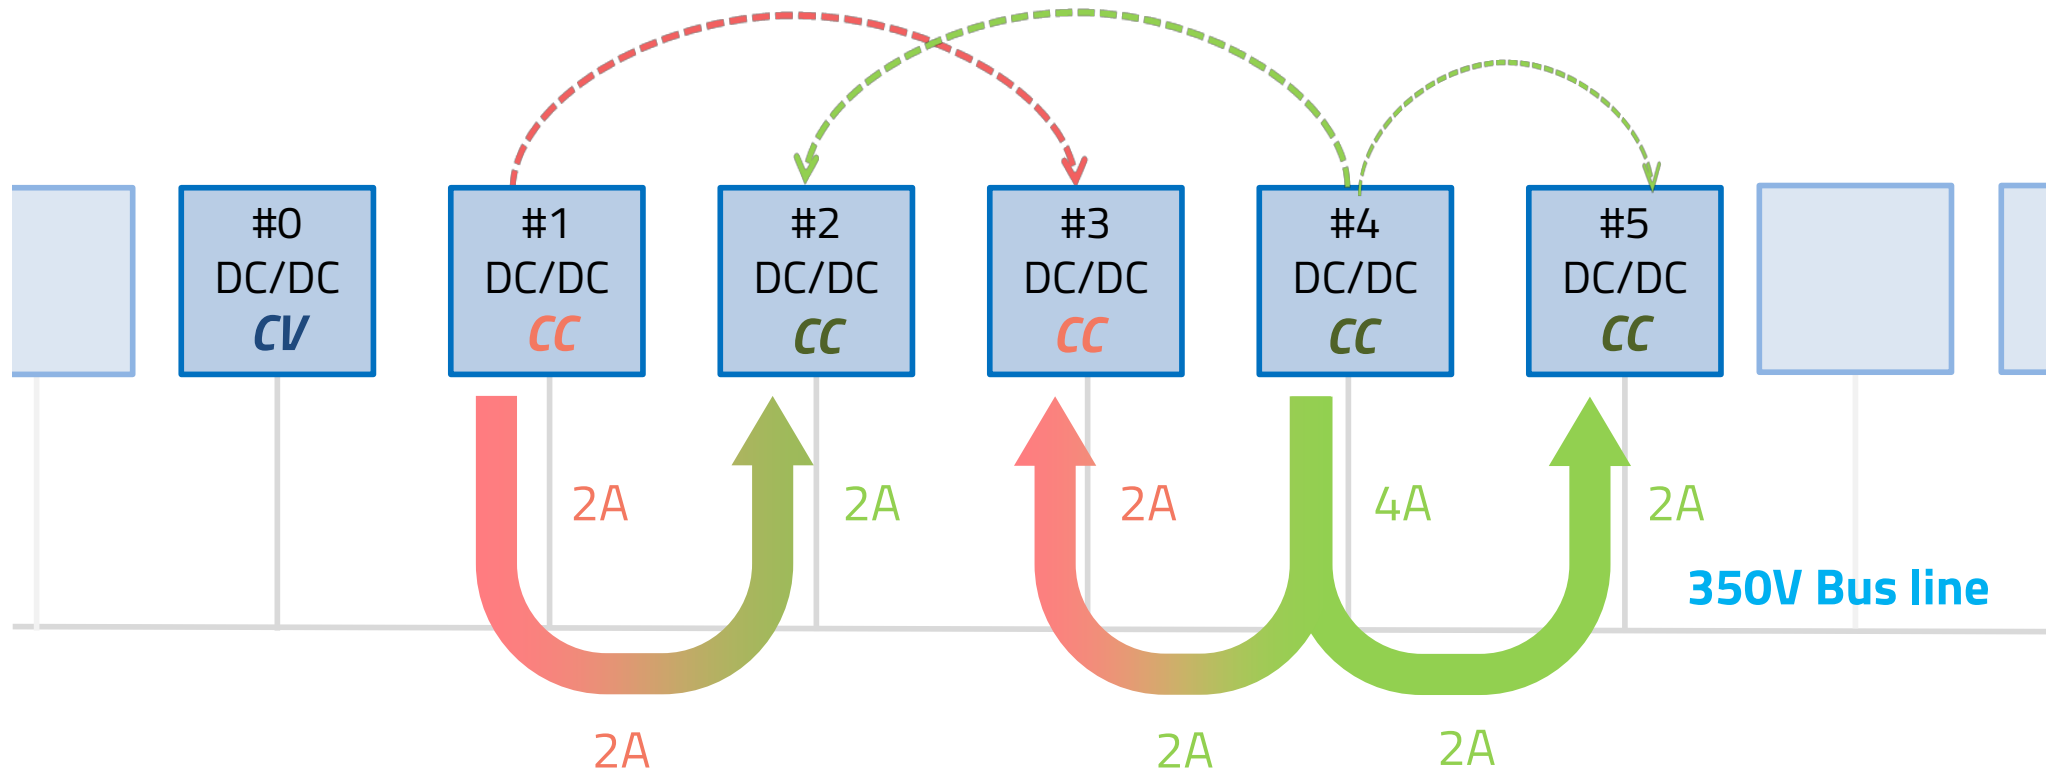 #0
DC/DC
CV
#1
DC/DC
CC
#2
DC/DC
CC
#3
DC/DC
CC
#4
DC/DC
CC
#5
DC/DC
CC
2A
2A
2A
4A
2A
350V Bus line
2A
2A
2A